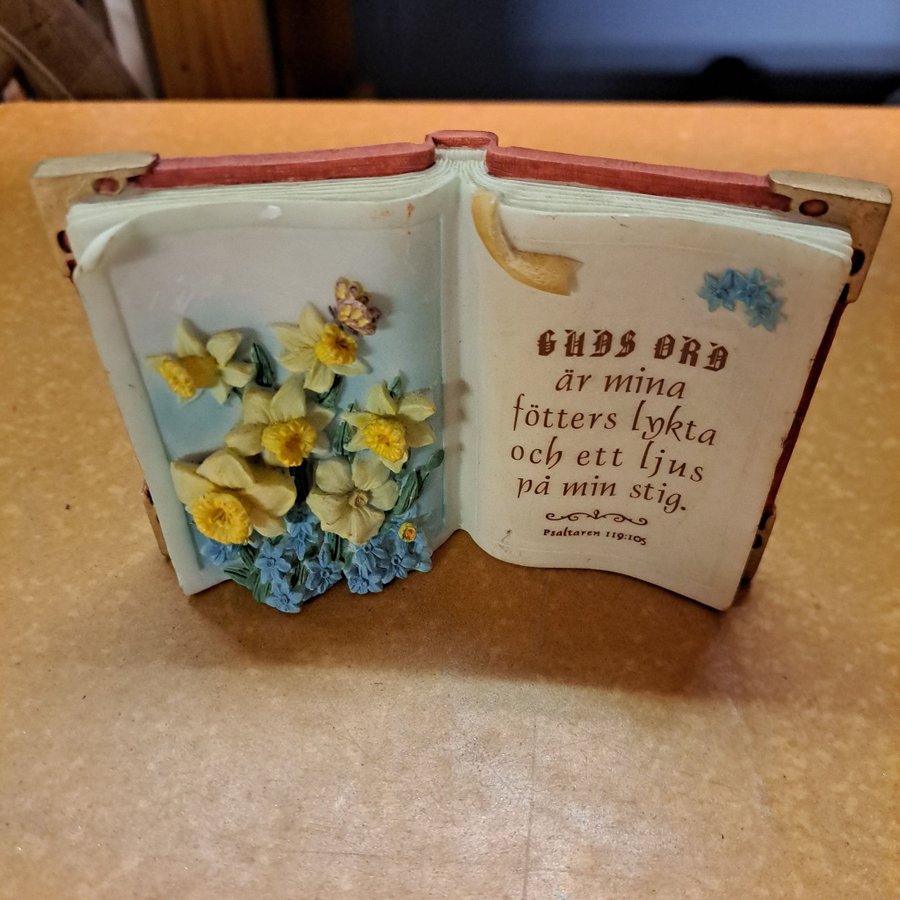 GUDS ORD
är mina
fötters lykta
och ett ljus
på min stig.
Psaltaren 119:105